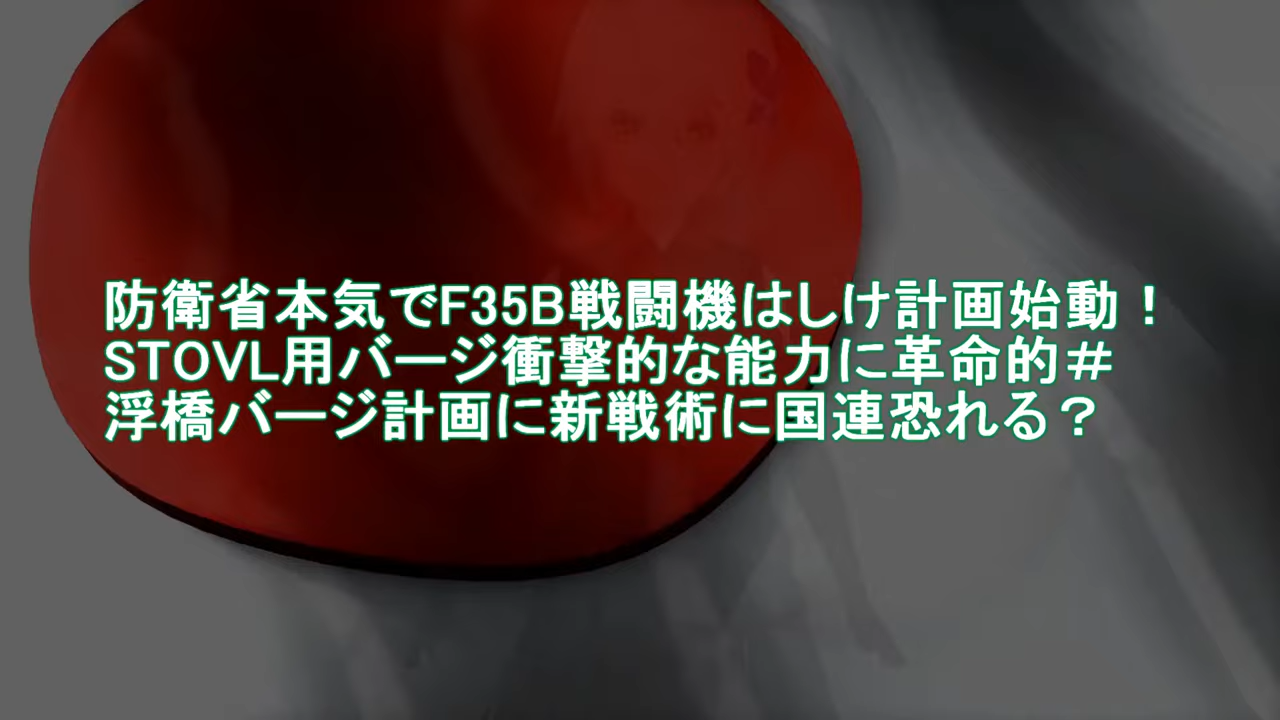 防衛省本気でF35B戦闘機はしけ計画始動！
STOVL用バージ衝撃的な能力に革命的＃
浮橋バージ計画に新戦術に国連恐れる？